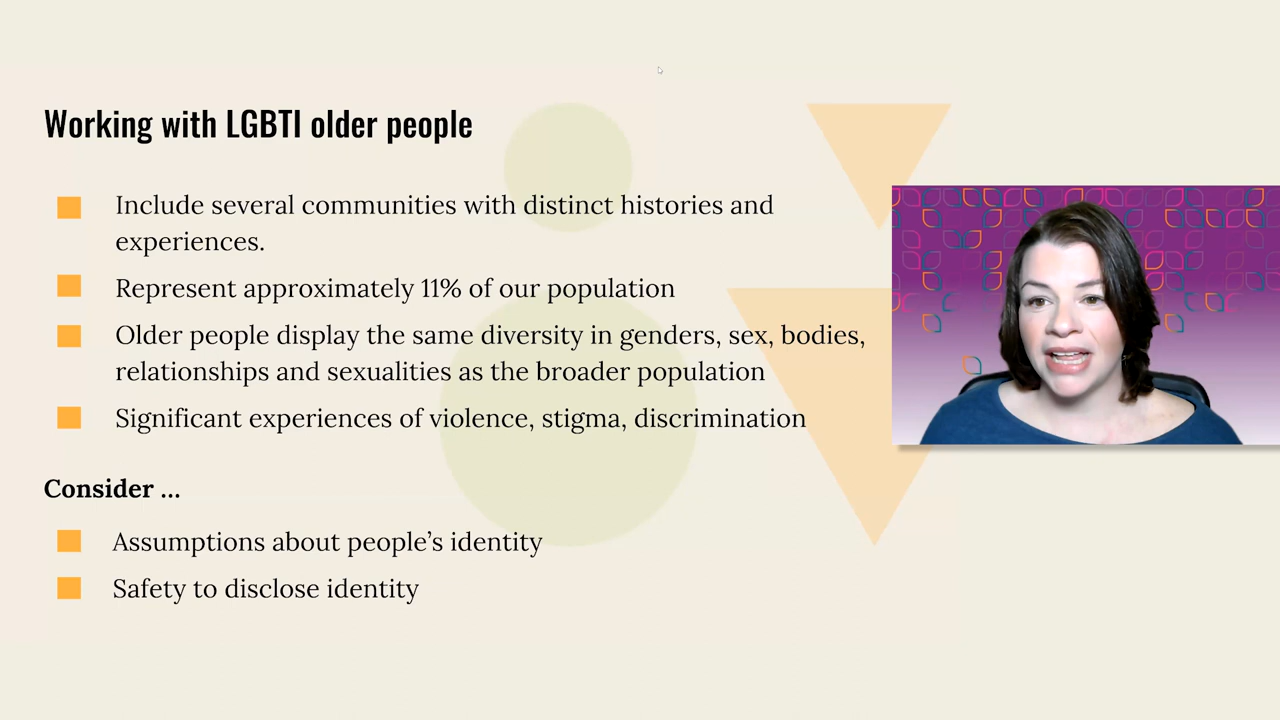 Working with LGBTI older people
Include several communities with distinct histories and
experiences.
Represent approximately 11% of our population
Older people display the same diversity in genders, sex, bodies,
relationships and sexualities as the broader population
Significant experiences of violence, stigma, discrimination
Consider ...
Assumptions about people’s identity
Safety to disclose identity